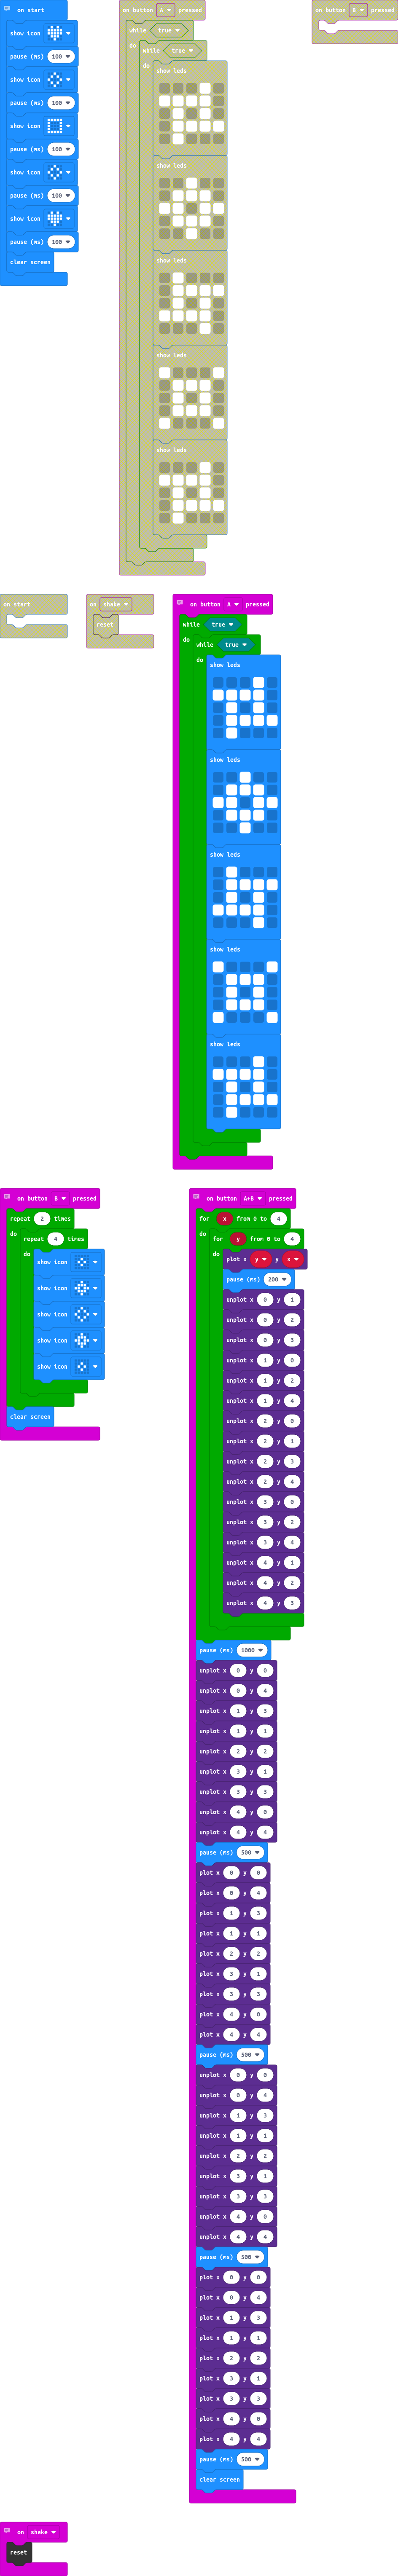 on start
show icon
pause (ms) 100
show icon
pause (ms) 100
show icon
pause (ms) 100
show icon
pause (ms) 100
show icon
pause (ms) 100
clear screen
on button A pressed
while true
do
while true
do
show leds
show leds
show leds
show leds
show leds
on button B pressed
on start
on shake
reset
on button A pressed
while true
do
while true
do
show leds
show leds
show leds
show leds
show leds
on button B pressed
repeat 2 times
do
repeat 4 times
do
show icon
show icon
show icon
show icon
show icon
clear screen
on button A+B pressed
for x from 0 to 4
do
for y from 0 to 4
do
plot x y y x
pause (ms) 200
unplot x 0 y 1
unplot x 0 y 2
unplot x 0 y 3
unplot x 1 y 0
unplot x 1 y 2
unplot x 1 y 4
unplot x 2 y 0
unplot x 2 y 1
unplot x 2 y 3
unplot x 2 y 4
unplot x 3 y 0
unplot x 3 y 2
unplot x 3 y 4
unplot x 4 y 1
unplot x 4 y 2
unplot x 4 y 3
pause (ms) 1000
unplot x 0 y 0
unplot x 0 y 4
unplot x 1 y 3
unplot x 1 y 1
unplot x 2 y 2
unplot x 3 y 1
unplot x 3 y 3
unplot x 4 y 0
unplot x 4 y 4
pause (ms) 500
plot x 0 y 0
plot x 0 y 4
plot x 1 y 3
plot x 1 y 1
plot x 2 y 2
plot x 3 y 1
plot x 3 y 3
plot x 4 y 0
plot x 4 y 4
pause (ms) 500
unplot x 0 y 0
unplot x 0 y 4
unplot x 1 y 3
unplot x 1 y 1
unplot x 2 y 2
unplot x 3 y 1
unplot x 3 y 3
unplot x 4 y 0
unplot x 4 y 4
pause (ms) 500
plot x 0 y 0
plot x 0 y 4
plot x 1 y 3
plot x 1 y 1
plot x 2 y 2
plot x 3 y 1
plot x 3 y 3
plot x 4 y 0
plot x 4 y 4
pause (ms) 500
clear screen
on shake
reset